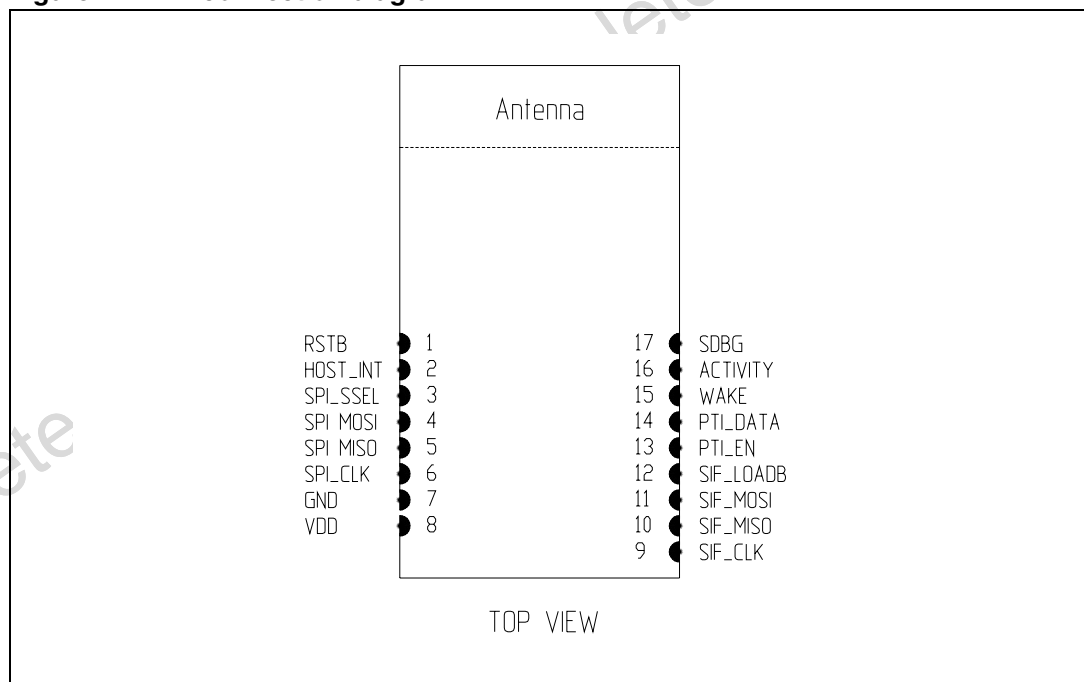 Antenna
RSTB 1
HOST_INT 2
SPI_SSEL 3
SPI MOSI 4
SPI MISO 5
SPI_CLK 6
GND 7
VDD 8
17 SDBG
16 ACTIVITY
15 WAKE
14 PTI_DATA
13 PTI_EN
12 SIF_LOADB
11 SIF_MOSI
10 SIF_MISO
9 SIF_CLK
TOP VIEW